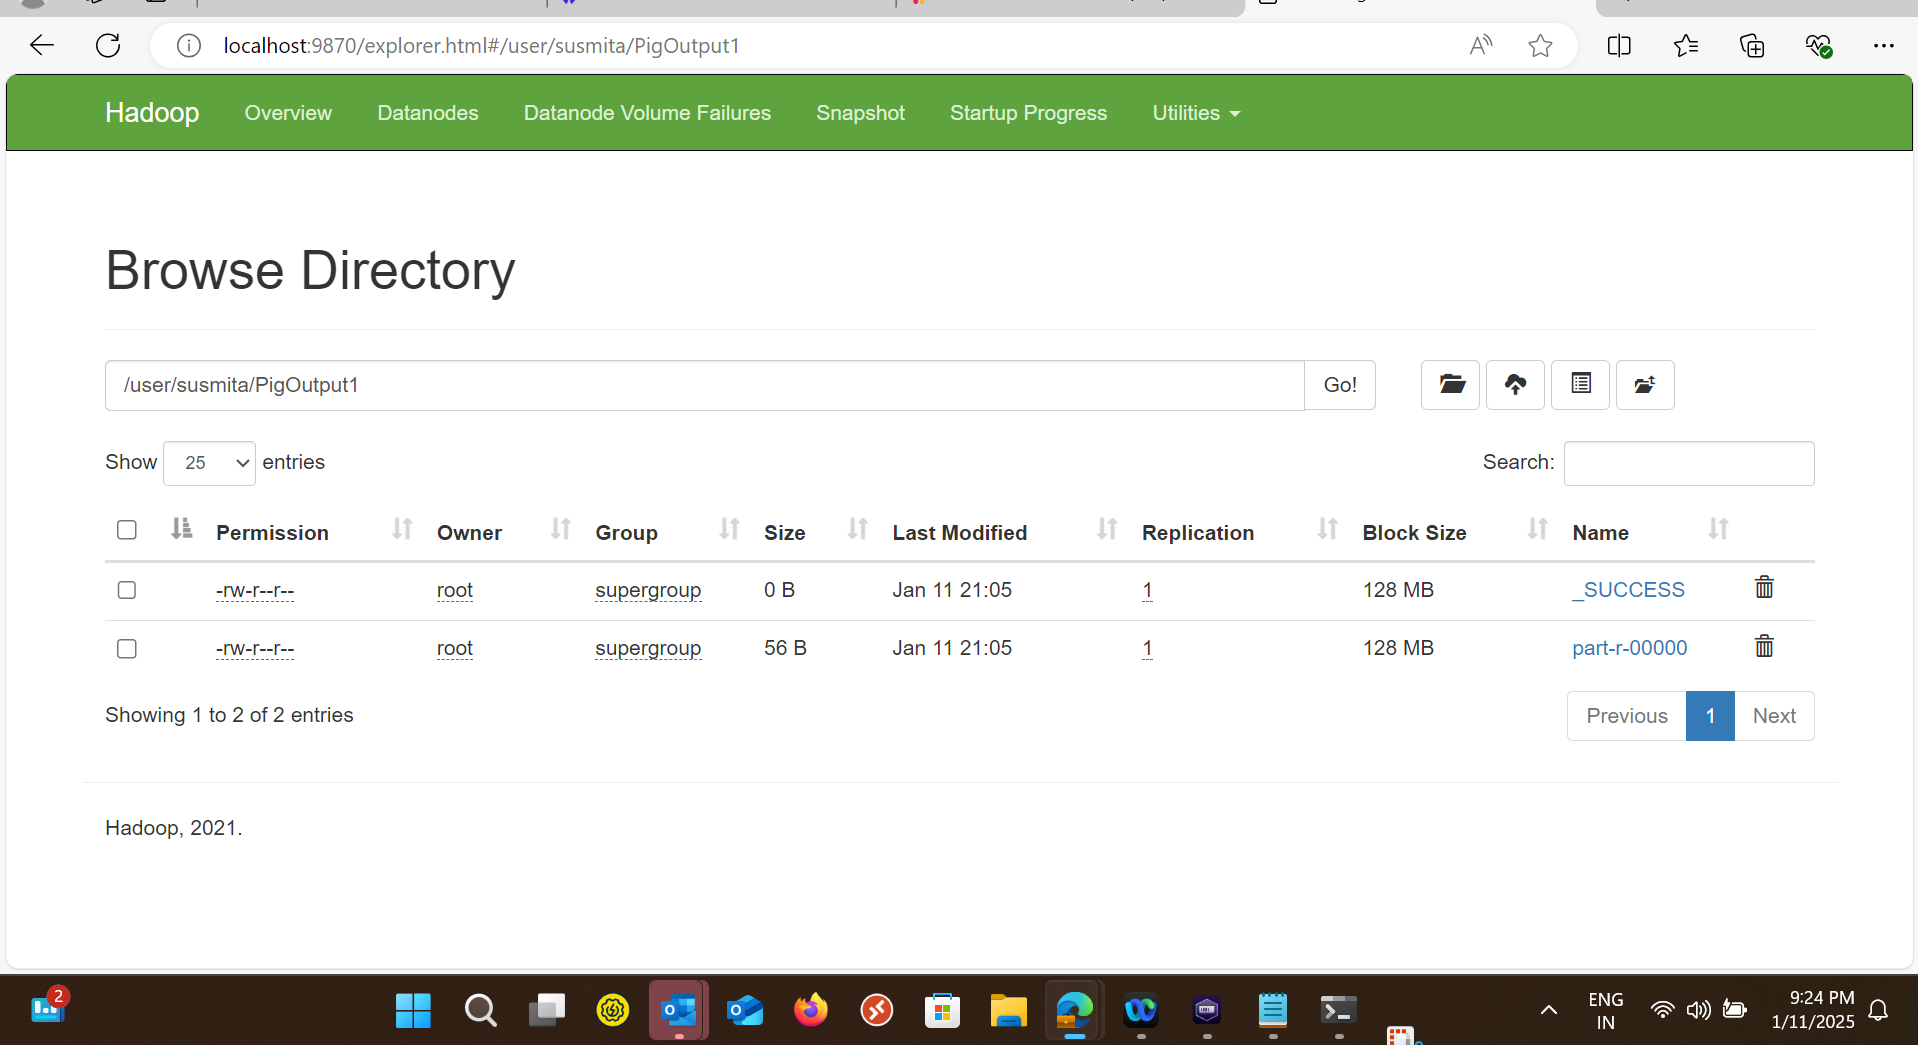 localhost:9870/explorer.html#/user/susmita/PigOutput1
Hadoop Overview Datanodes Datanode Volume Failures Snapshot Startup Progress Utilities
Browse Directory
/user/susmita/PigOutput1 Go!
Show 25 entries Search:
Permission Owner Group Size Last Modified Replication Block Size Name
-rw-r--r-- root supergroup 0 B Jan 11 21:05 1 128 MB _SUCCESS
-rw-r--r-- root supergroup 56 B Jan 11 21:05 1 128 MB part-r-00000
Showing 1 to 2 of 2 entries Previous 1 Next
Hadoop, 2021.
2
ENG
IN
9:24 PM
1/11/2025